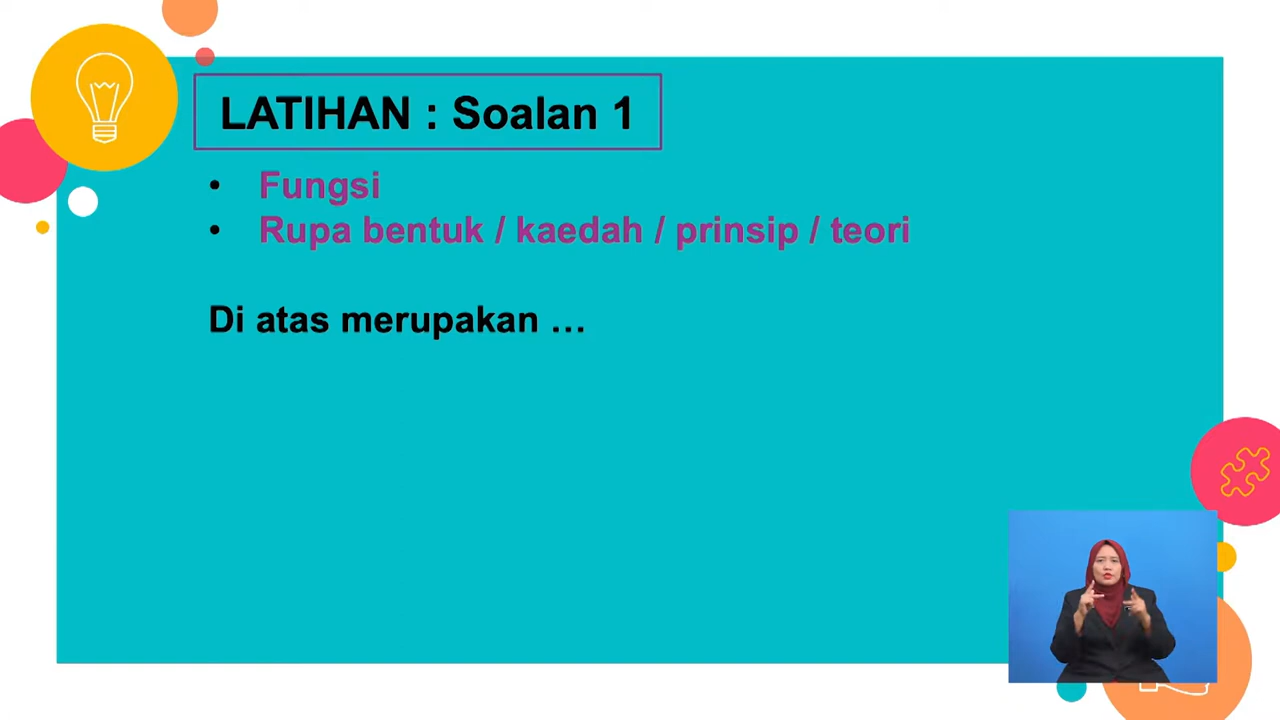 LATIHAN : Soalan 1
• Fungsi
• Rupa bentuk / kaedah / prinsip / teori
Di atas merupakan ...